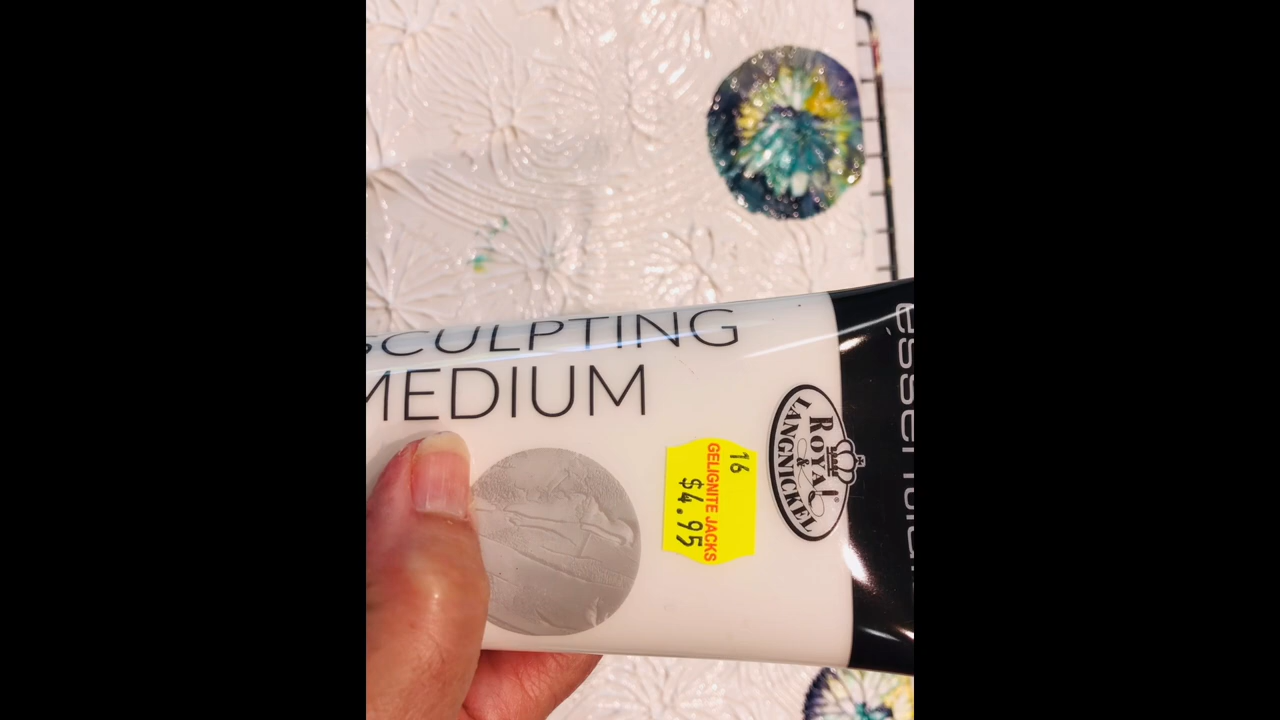 SCULPTING
MEDIUM
16
GELIGNITE JACKS
$4.95
ROYAL
&
LANGNICKEL
®